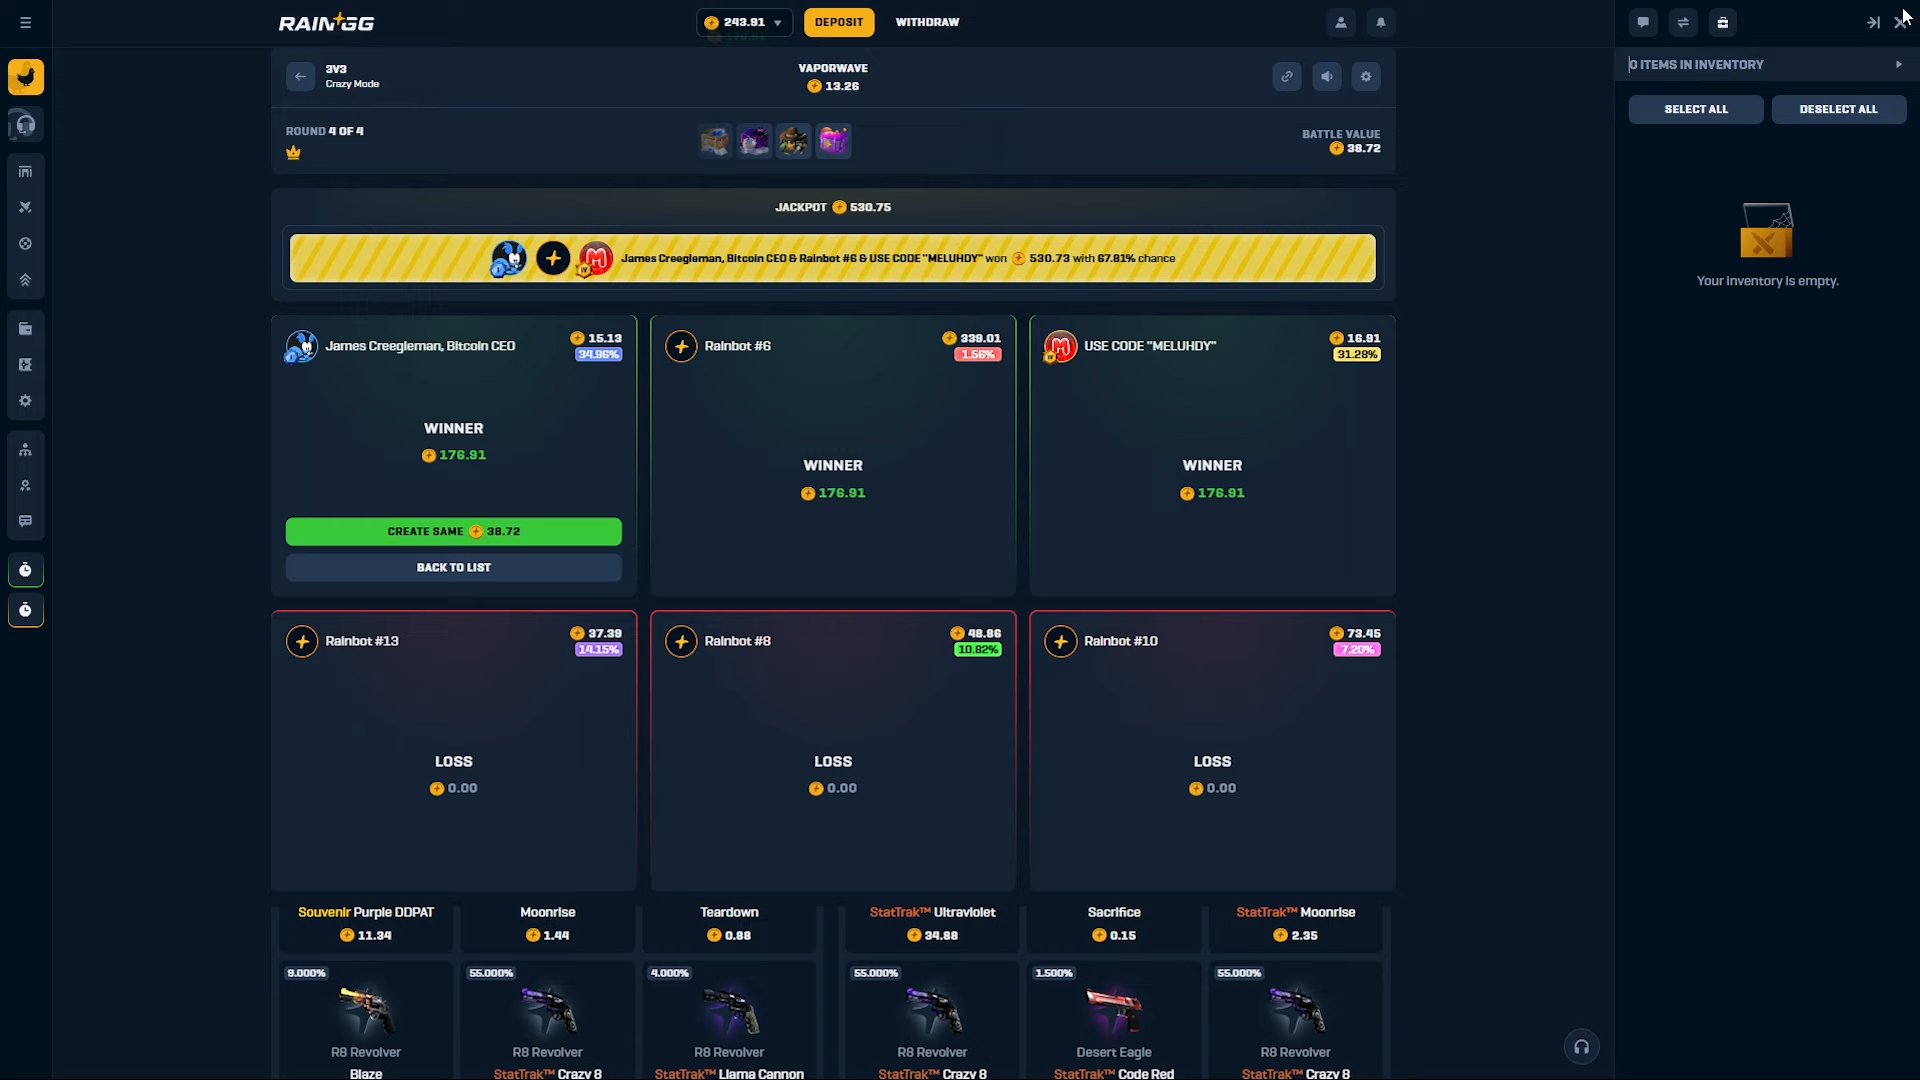 RAIN GG
243.91
DEPOSIT
WITHDRAW
3V3
Crazy Mode
VAPORWAVE
13.26
ROUND 4 OF 4
BATTLE VALUE
38.72
JACKPOT 530.75
James Creegleman, Bitcoin CEO & Rainbot #6 & USE CODE "MELUHDY" won 530.73 with 67.81% chance
James Creegleman, Bitcoin CEO
15.13
34.96%
WINNER
176.91
CREATE SAME 38.72
BACK TO LIST
Rainbot #6
339.01
1.56%
WINNER
176.91
USE CODE "MELUHDY"
16.91
31.28%
WINNER
176.91
Rainbot #13
37.39
14.15%
LOSS
0.00
Rainbot #8
48.86
10.82%
LOSS
0.00
Rainbot #10
73.45
7.20%
LOSS
0.00
Souvenir Purple DDPAT
11.34
Moonrise
1.44
Teardown
0.88
StatTrak™ Ultraviolet
34.88
Sacrifice
0.15
StatTrak™ Moonrise
2.35
9.000%
R8 Revolver
Blaze
55.000%
R8 Revolver
StatTrak™ Crazy 8
4.000%
R8 Revolver
StatTrak™ Llama Cannon
55.000%
R8 Revolver
StatTrak™ Crazy 8
1.500%
Desert Eagle
StatTrak™ Code Red
55.000%
R8 Revolver
StatTrak™ Crazy 8
0 ITEMS IN INVENTORY
SELECT ALL
DESELECT ALL
Your inventory is empty.